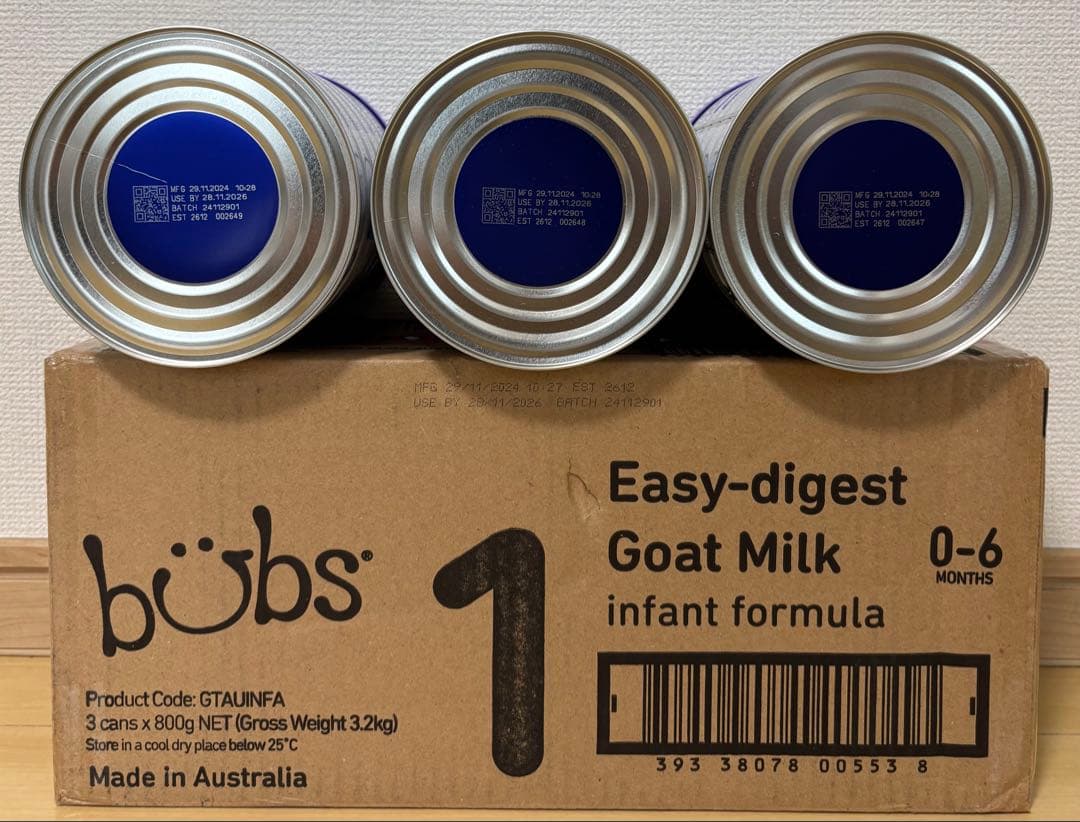 MFG 29.11.2024 10:28
USE BY 28.11.2026
BATCH 24112901
EST 2612 002649
MFG 29.11.2024 10:28
USE BY 28.11.2026
BATCH 24112901
EST 2612 002648
MFG 29.11.2024 10:28
USE BY 28.11.2026
BATCH 24112901
EST 2612 002647
MFG 29/11/2024 10:27 EST 2612
USE BY 28/11/2026 BATCH 24112901
bubs®
1
Easy-digest
Goat Milk
infant formula
0-6
MONTHS
Product Code: GTAUINFA
3 cans x 800g NET (Gross Weight 3.2kg)
Store in a cool dry place below 25°C
Made in Australia
393 38078 00553 8